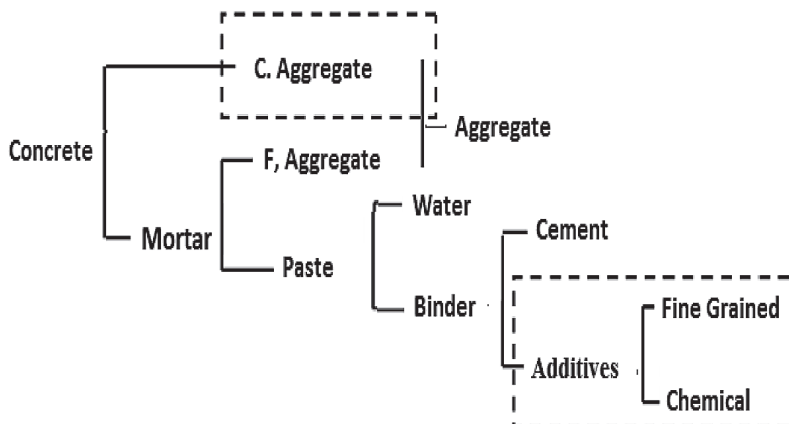 C. Aggregate
Aggregate
Concrete
F, Aggregate
Water
Mortar
Cement
Paste
Binder
Fine Grained
Additives
Chemical